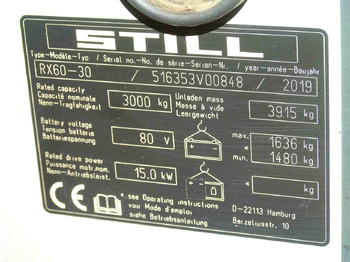 STILL
Type-Modèle-Typ / Serial no.-No. de série-Serien-Nr. / year-année-Baujahr
RX60-30 / 516353V00848 / 2019
Rated capacity
Capacité nominale
Nenn-Tragfähigkeit
3000 kg
Unladen mass
Masse à vide
Leergewicht
3915 kg
Battery voltage
Tension batterie
Batteriespannung
80 V
max. 1636 kg
min. 1480 kg
Rated drive power
Puissance motr.nom.
Nenn-Antriebsleist.
15.0 kW
kg
CE
see Operating instructions
voir Mode d'emploi
siehe Betriebsanleitung
D-22113 Hamburg
Berzeliusstr. 10